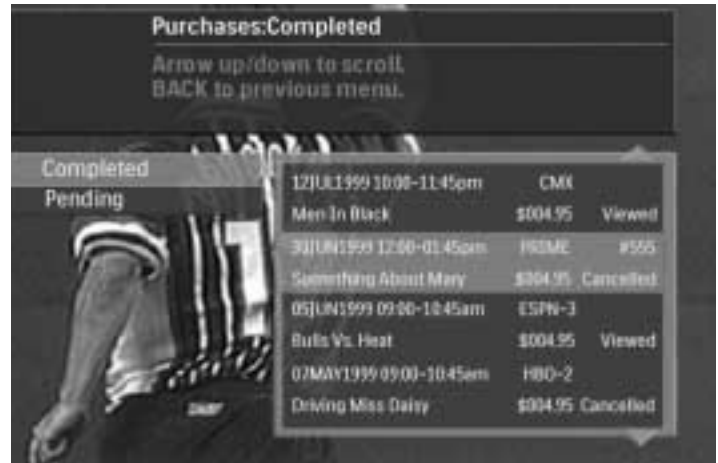 Purchases:Completed
Arrow up/down to scroll.
BACK to previous menu.
Completed
Pending
12JUL1999 10:00-11:45pm CMX
Men In Black $004.95 Viewed
30JUN1999 12:00-01:45pm PRIME #555
Something About Mary $004.95 Cancelled
05JUN1999 09:00-10:45am ESPN-3
Bulls Vs. Heat $004.95 Viewed
07MAY1999 09:00-10:45am HBO-2
Driving Miss Daisy $004.95 Cancelled